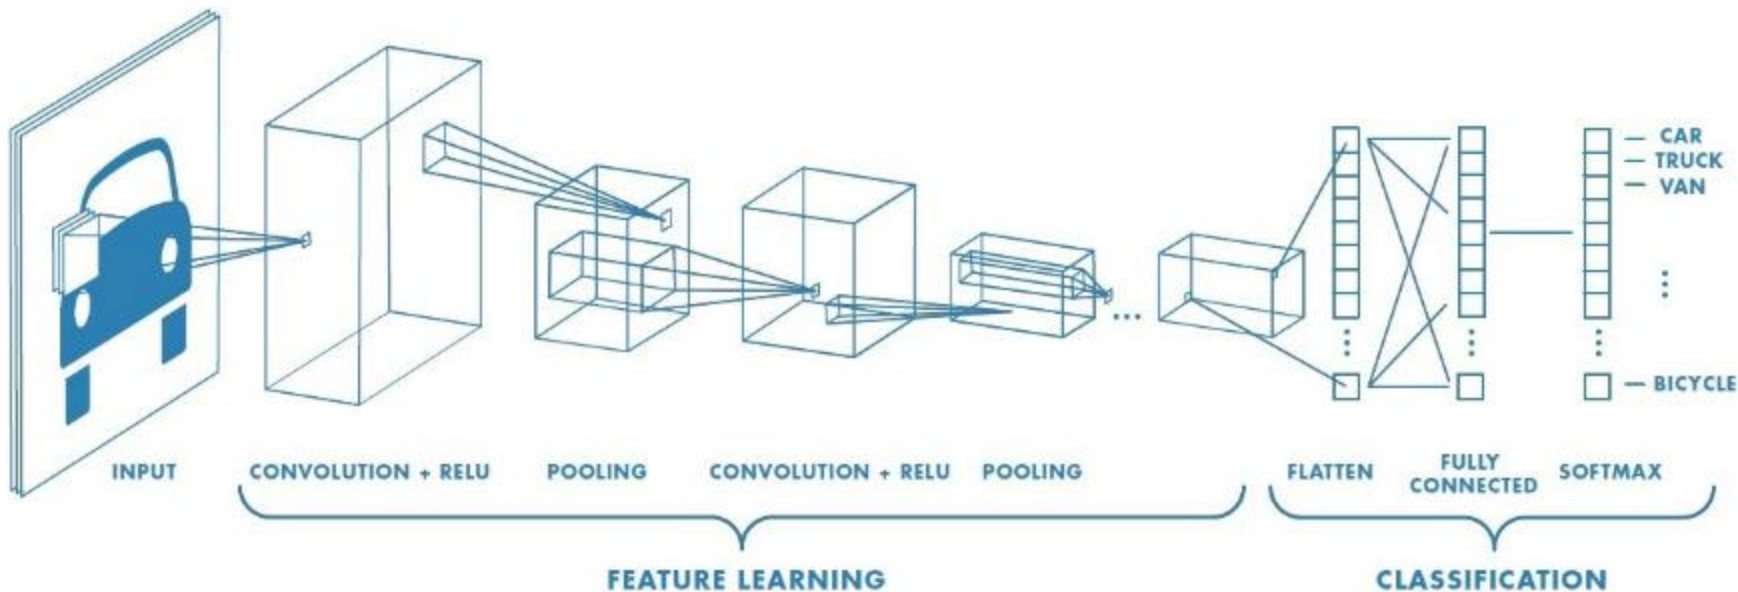 CAR
TRUCK
VAN
BICYCLE
INPUT
CONVOLUTION + RELU
POOLING
CONVOLUTION + RELU
POOLING
...
FLATTEN
FULLY
CONNECTED
SOFTMAX
FEATURE LEARNING
CLASSIFICATION